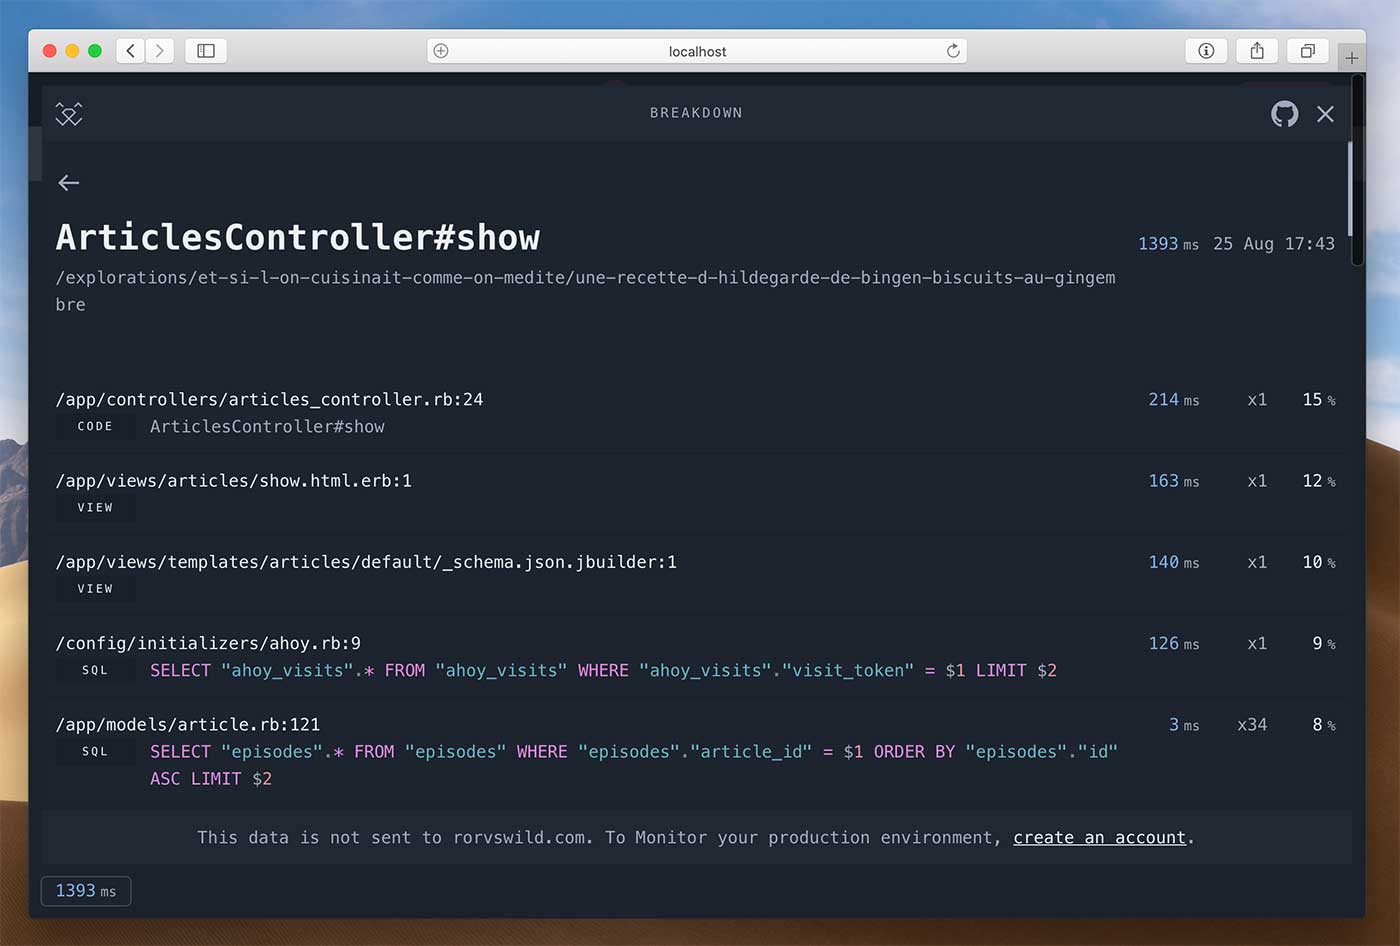 localhost
BREAKDOWN
ArticlesController#show
1393 ms 25 Aug 17:43
/explorations/et-si-l-on-cuisinait-comme-on-medite/une-recette-d-hildegarde-de-bingen-biscuits-au-gingem
bre
/app/controllers/articles_controller.rb:24 214 ms x1 15 %
CODE ArticlesController#show
/app/views/articles/show.html.erb:1 163 ms x1 12 %
VIEW
/app/views/templates/articles/default/_schema.json.jbuilder:1 140 ms x1 10 %
VIEW
/config/initializers/ahoy.rb:9 126 ms x1 9 %
SQL SELECT "ahoy_visits".* FROM "ahoy_visits" WHERE "ahoy_visits"."visit_token" = $1 LIMIT $2
/app/models/article.rb:121 3 ms x34 8 %
SQL SELECT "episodes".* FROM "episodes" WHERE "episodes"."article_id" = $1 ORDER BY "episodes"."id"
ASC LIMIT $2
This data is not sent to rorvswild.com. To Monitor your production environment, create an account.
1393 ms